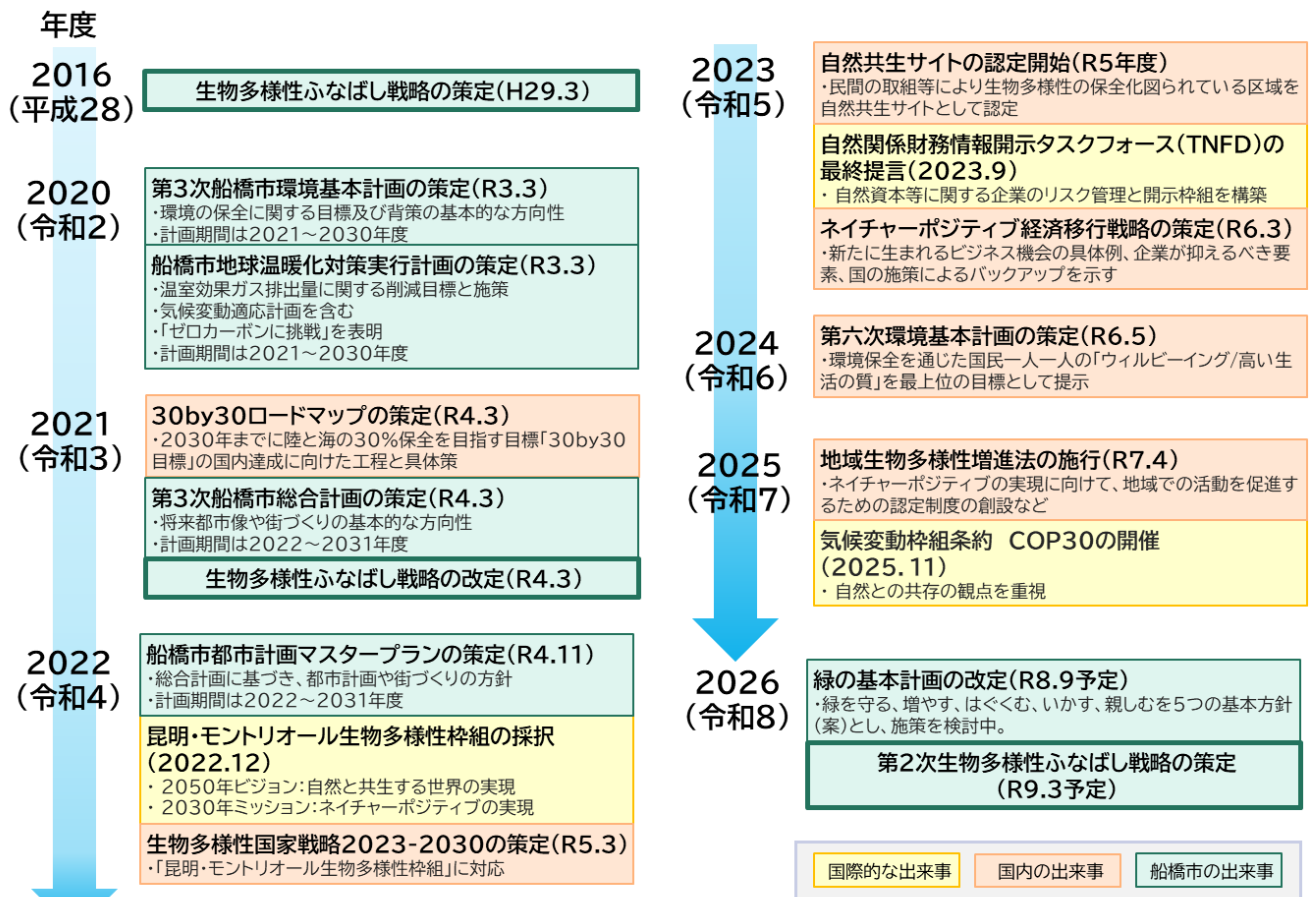 年度
2016
(平成28)
生物多様性ふなばし戦略の策定(H29.3)
2020
(令和2)
第3次船橋市環境基本計画の策定(R3.3)
・環境の保全に関する目標及び背策の基本的な方向性
・計画期間は2021～2030年度
船橋市地球温暖化対策実行計画の策定(R3.3)
・温室効果ガス排出量に関する削減目標と施策
・気候変動適応計画を含む
・「ゼロカーボンに挑戦」を表明
・計画期間は2021～2030年度
2021
(令和3)
30by30ロードマップの策定(R4.3)
・2030年までに陸と海の30%保全を目指す目標「30by30
目標」の国内達成に向けた工程と具体策
第3次船橋市総合計画の策定(R4.3)
・将来都市像や街づくりの基本的な方向性
・計画期間は2022～2031年度
生物多様性ふなばし戦略の改定(R4.3)
2022
(令和4)
船橋市都市計画マスタープランの策定(R4.11)
・総合計画に基づき、都市計画や街づくりの方針
・計画期間は2022～2031年度
昆明・モントリオール生物多様性枠組の採択
(2022.12)
・ 2050年ビジョン：自然と共生する世界の実現
・ 2030年ミッション：ネイチャーポジティブの実現
生物多様性国家戦略2023-2030の策定(R5.3)
・「昆明・モントリオール生物多様性枠組」に対応
2023
(令和5)
自然共生サイトの認定開始(R5年度)
・民間の取組等により生物多様性の保全化図られている区域を
自然共生サイトとして認定
自然関係財務情報開示タスクフォース(TNFD)の
最終提言(2023.9)
・ 自然資本等に関する企業のリスク管理と開示枠組を構築
ネイチャーポジティブ経済移行戦略の策定(R6.3)
・新たに生まれるビジネス機会の具体例、企業が抑えるべき要
素、国の施策によるバックアップを示す
2024
(令和6)
第六次環境基本計画の策定(R6.5)
・環境保全を通じた国民一人一人の「ウィルビーイング/高い生
活の質」を最上位の目標として提示
2025
(令和7)
地域生物多様性増進法の施行(R7.4)
・ネイチャーポジティブの実現に向けて、地域での活動を促進す
るための認定制度の創設など
気候変動枠組条約 COP30の開催
(2025.11)
・ 自然との共存の観点を重視
2026
(令和8)
緑の基本計画の改定(R8.9予定)
・緑を守る、増やす、はぐくむ、いかす、親しむを5つの基本方針
(案)とし、施策を検討中。
第2次生物多様性ふなばし戦略の策定
(R9.3予定)
国際的な出来事
国内の出来事
船橋市の出来事